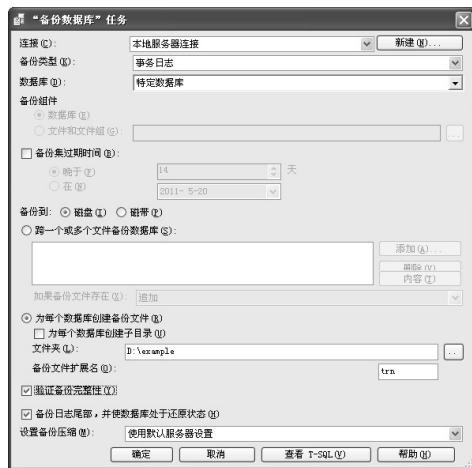 “备份数据库”任务
连接(C): 本地服务器连接 新建(N)...
备份类型(K): 事务日志
数据库(D): 特定数据库
备份组件
数据库(E)
文件和文件组(G): ...
备份集过期时间(B):
晚于(F) 14 天
在(N) 2011- 5-20
备份到: 磁盘(I) 磁带(P)
跨一个或多个文件备份数据库(S):
添加(A)...
删除(V)
内容(T)
如果备份文件存在(X): 追加
为每个数据库创建备份文件(R)
为每个数据库创建子目录(U)
文件夹(L): D:\example ...
备份文件扩展名(O): trn
验证备份完整性(Y)
备份日志尾部，并使数据库处于还原状态(H)
设置备份压缩(M): 使用默认服务器设置
确定 取消 查看 T-SQL(V) 帮助(H)